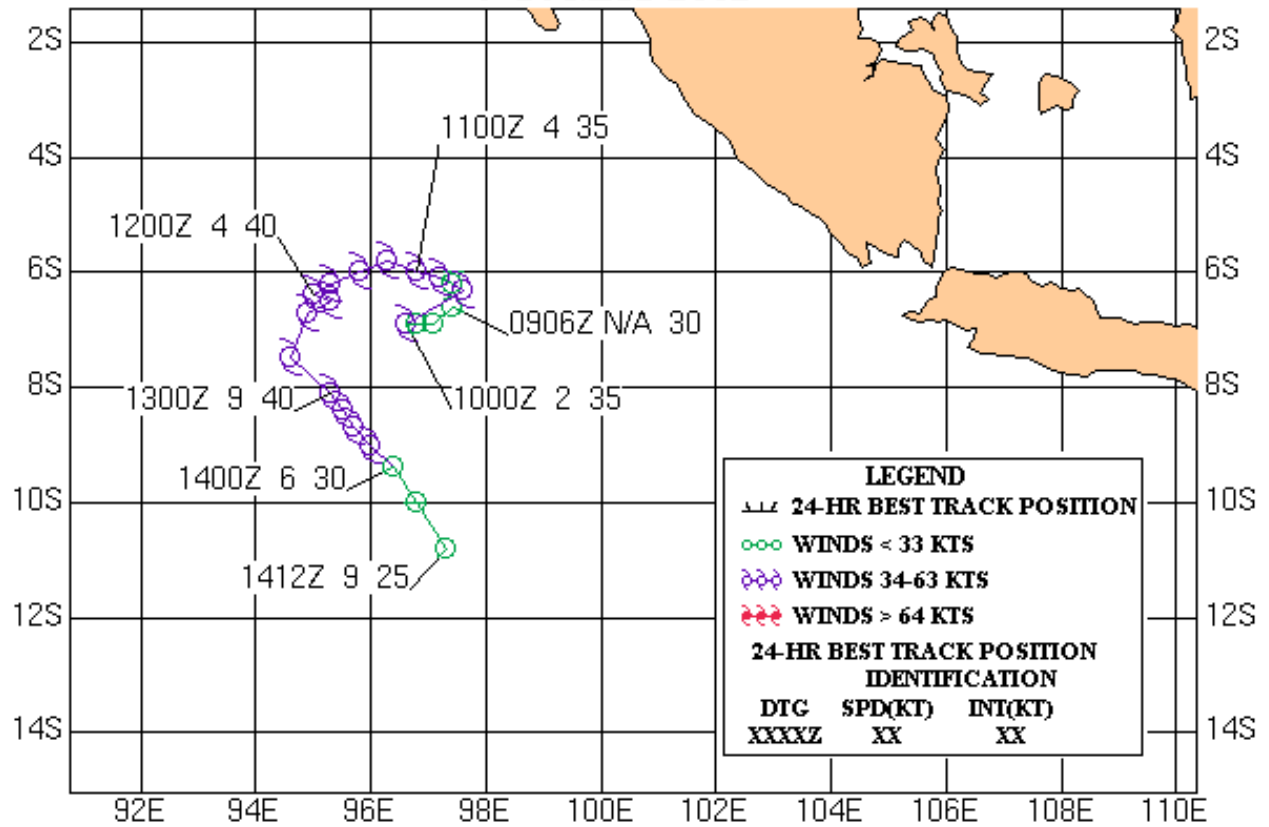 2S 2S
1100Z 4 35
4S 4S
1200Z 4 40
6S 6S
0906Z N/A 30
8S 8S
1300Z 9 40 1000Z 2 35
1400Z 6 30
10S 10S
1412Z 9 25
12S 12S
14S 14S
LEGEND
24-HR BEST TRACK POSITION
WINDS < 33 KTS
WINDS 34-63 KTS
WINDS > 64 KTS
24-HR BEST TRACK POSITION
IDENTIFICATION
DTG SPD(KT) INT(KT)
XXXXZ XX XX
92E 94E 96E 98E 100E 102E 104E 106E 108E 110E